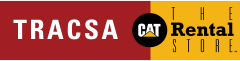 TRACSA
CAT
THE
Rental
STORE.